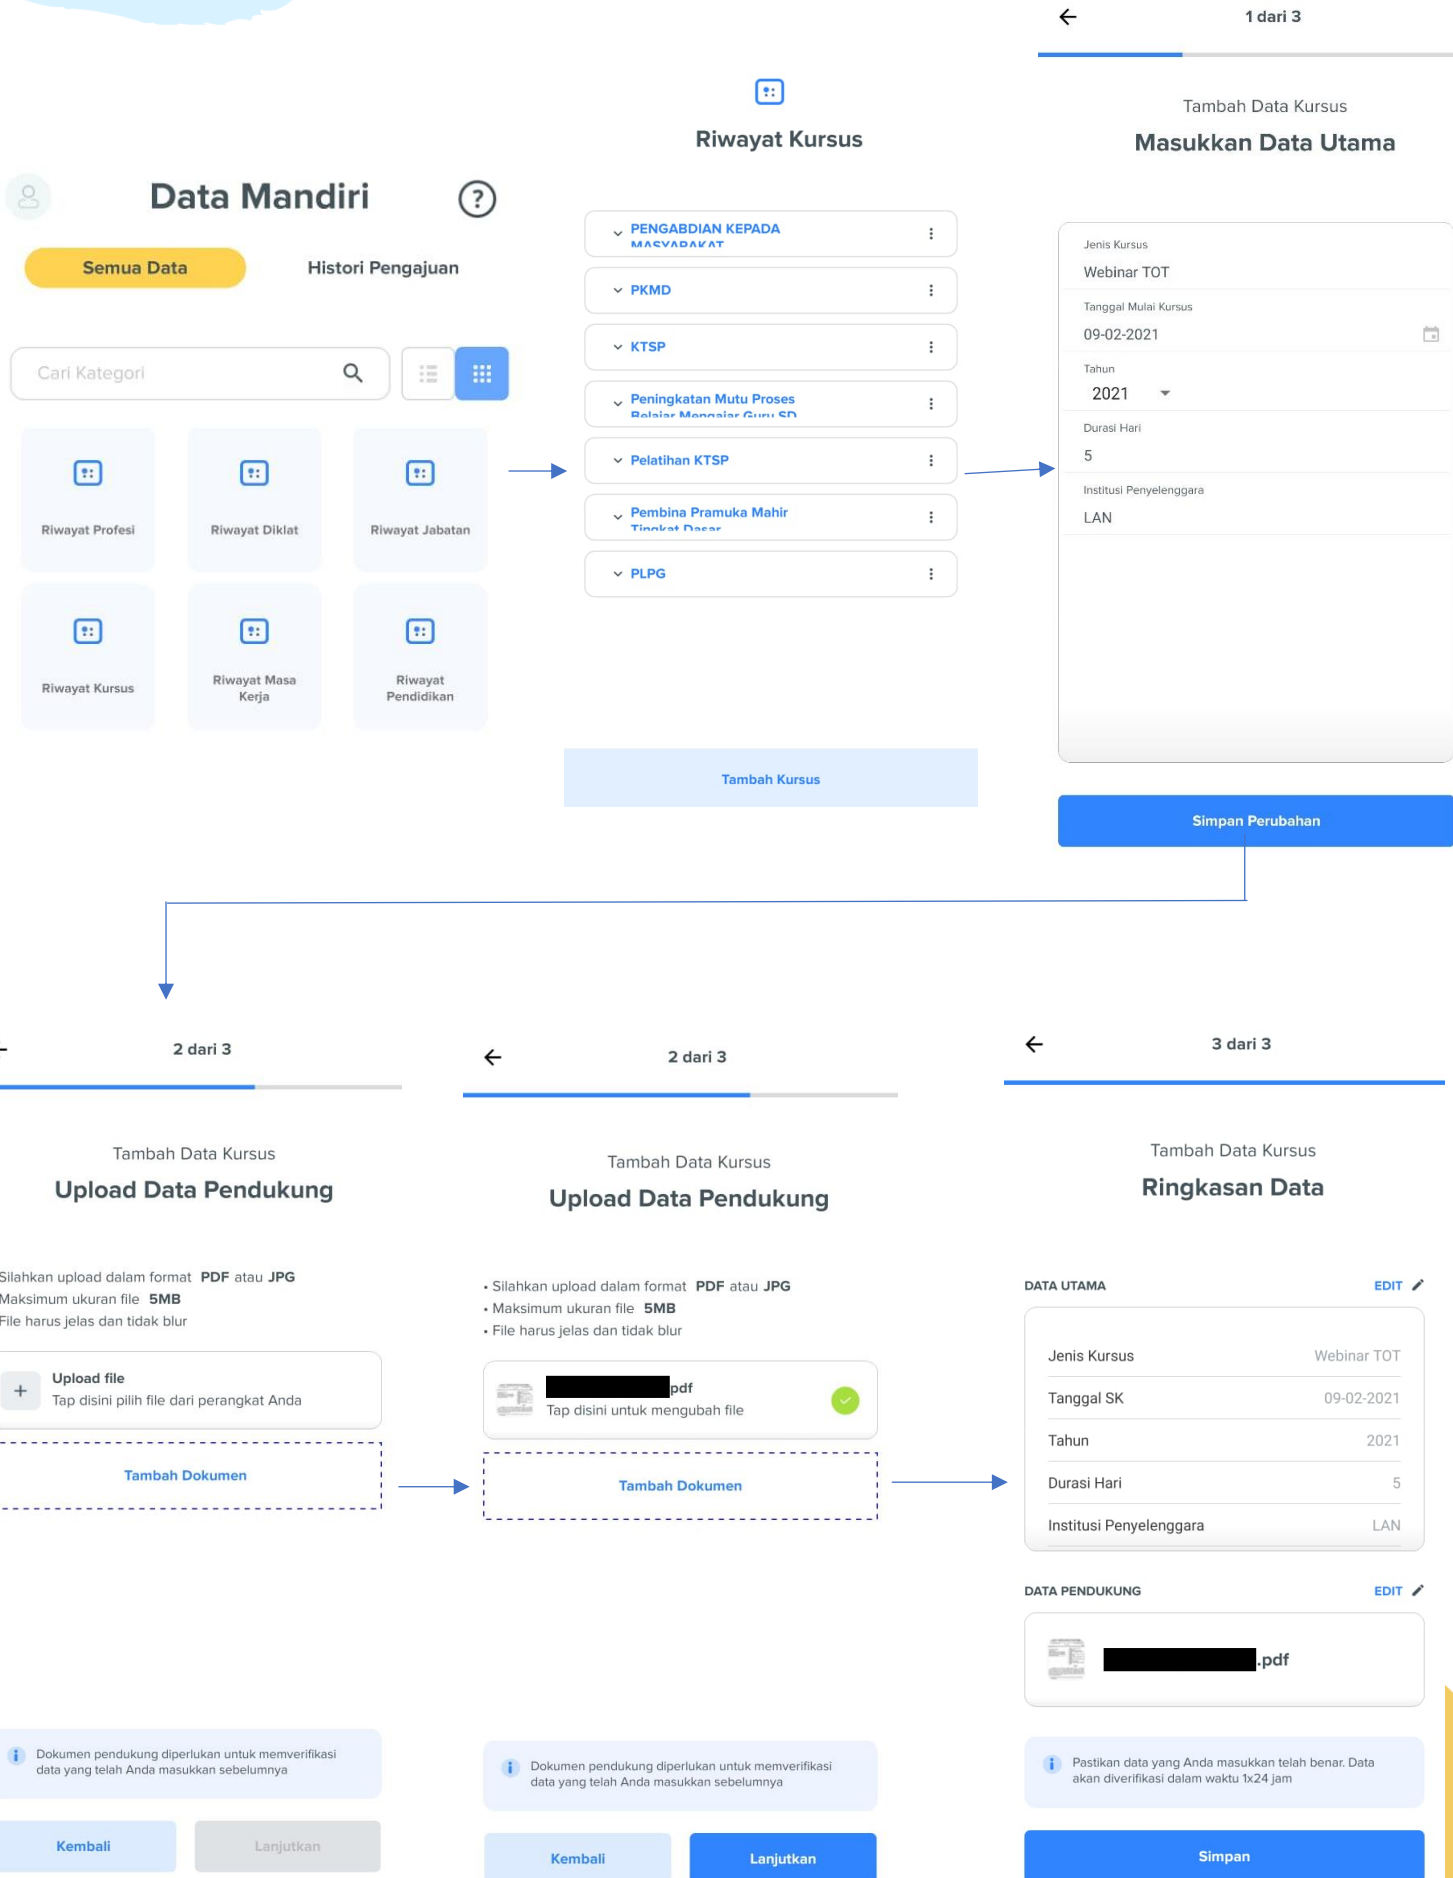 Data Mandiri
Semua Data
Histori Pengajuan
Cari Kategori
Riwayat Profesi
Riwayat Diklat
Riwayat Jabatan
Riwayat Kursus
Riwayat Masa
Kerja
Riwayat
Pendidikan
Riwayat Kursus
PENGABDIAN KEPADA
MASYARAKAT
PKMD
KTSP
Peningkatan Mutu Proses
Belajar Mengajar Guru SD
Pelatihan KTSP
Pembina Pramuka Mahir
Tingkat Dasar
PLPG
Tambah Kursus
1 dari 3
Tambah Data Kursus
Masukkan Data Utama
Jenis Kursus
Webinar TOT
Tanggal Mulai Kursus
09-02-2021
Tahun
2021
Durasi Hari
5
Institusi Penyelenggara
LAN
Simpan Perubahan
2 dari 3
Tambah Data Kursus
Upload Data Pendukung
Silahkan upload dalam format PDF atau JPG
Maksimum ukuran file 5MB
File harus jelas dan tidak blur
+
Upload file
Tap disini pilih file dari perangkat Anda
Tambah Dokumen
Dokumen pendukung diperlukan untuk memverifikasi
data yang telah Anda masukkan sebelumnya
Kembali
Lanjutkan
2 dari 3
Tambah Data Kursus
Upload Data Pendukung
• Silahkan upload dalam format PDF atau JPG
• Maksimum ukuran file 5MB
• File harus jelas dan tidak blur
pdf
Tap disini untuk mengubah file
Tambah Dokumen
Dokumen pendukung diperlukan untuk memverifikasi
data yang telah Anda masukkan sebelumnya
Kembali
Lanjutkan
3 dari 3
Tambah Data Kursus
Ringkasan Data
DATA UTAMA
EDIT
Jenis Kursus Webinar TOT
Tanggal SK 09-02-2021
Tahun 2021
Durasi Hari 5
Institusi Penyelenggara LAN
DATA PENDUKUNG
EDIT
.pdf
Pastikan data yang Anda masukkan telah benar. Data
akan diverifikasi dalam waktu 1x24 jam
Simpan